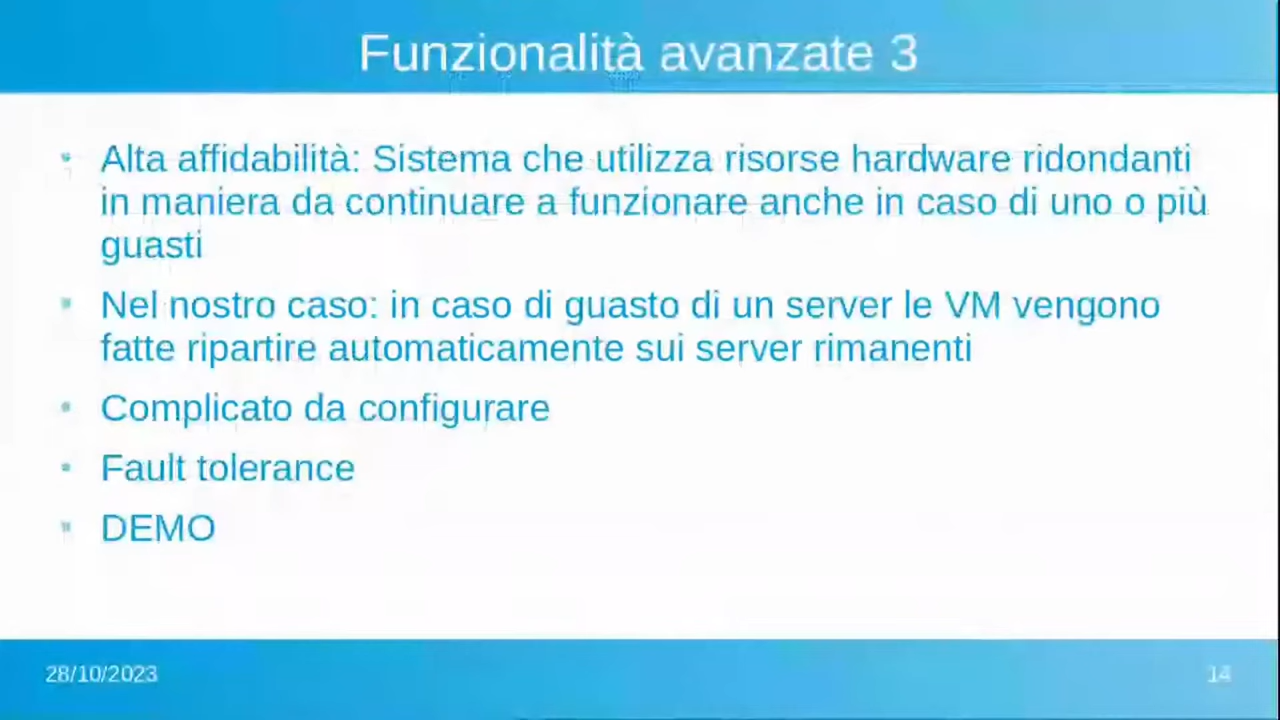 Funzionalità avanzate 3
• Alta affidabilità: Sistema che utilizza risorse hardware ridondanti
in maniera da continuare a funzionare anche in caso di uno o più
guasti
• Nel nostro caso: in caso di guasto di un server le VM vengono
fatte ripartire automaticamente sui server rimanenti
• Complicato da configurare
• Fault tolerance
• DEMO
28/10/2023
14